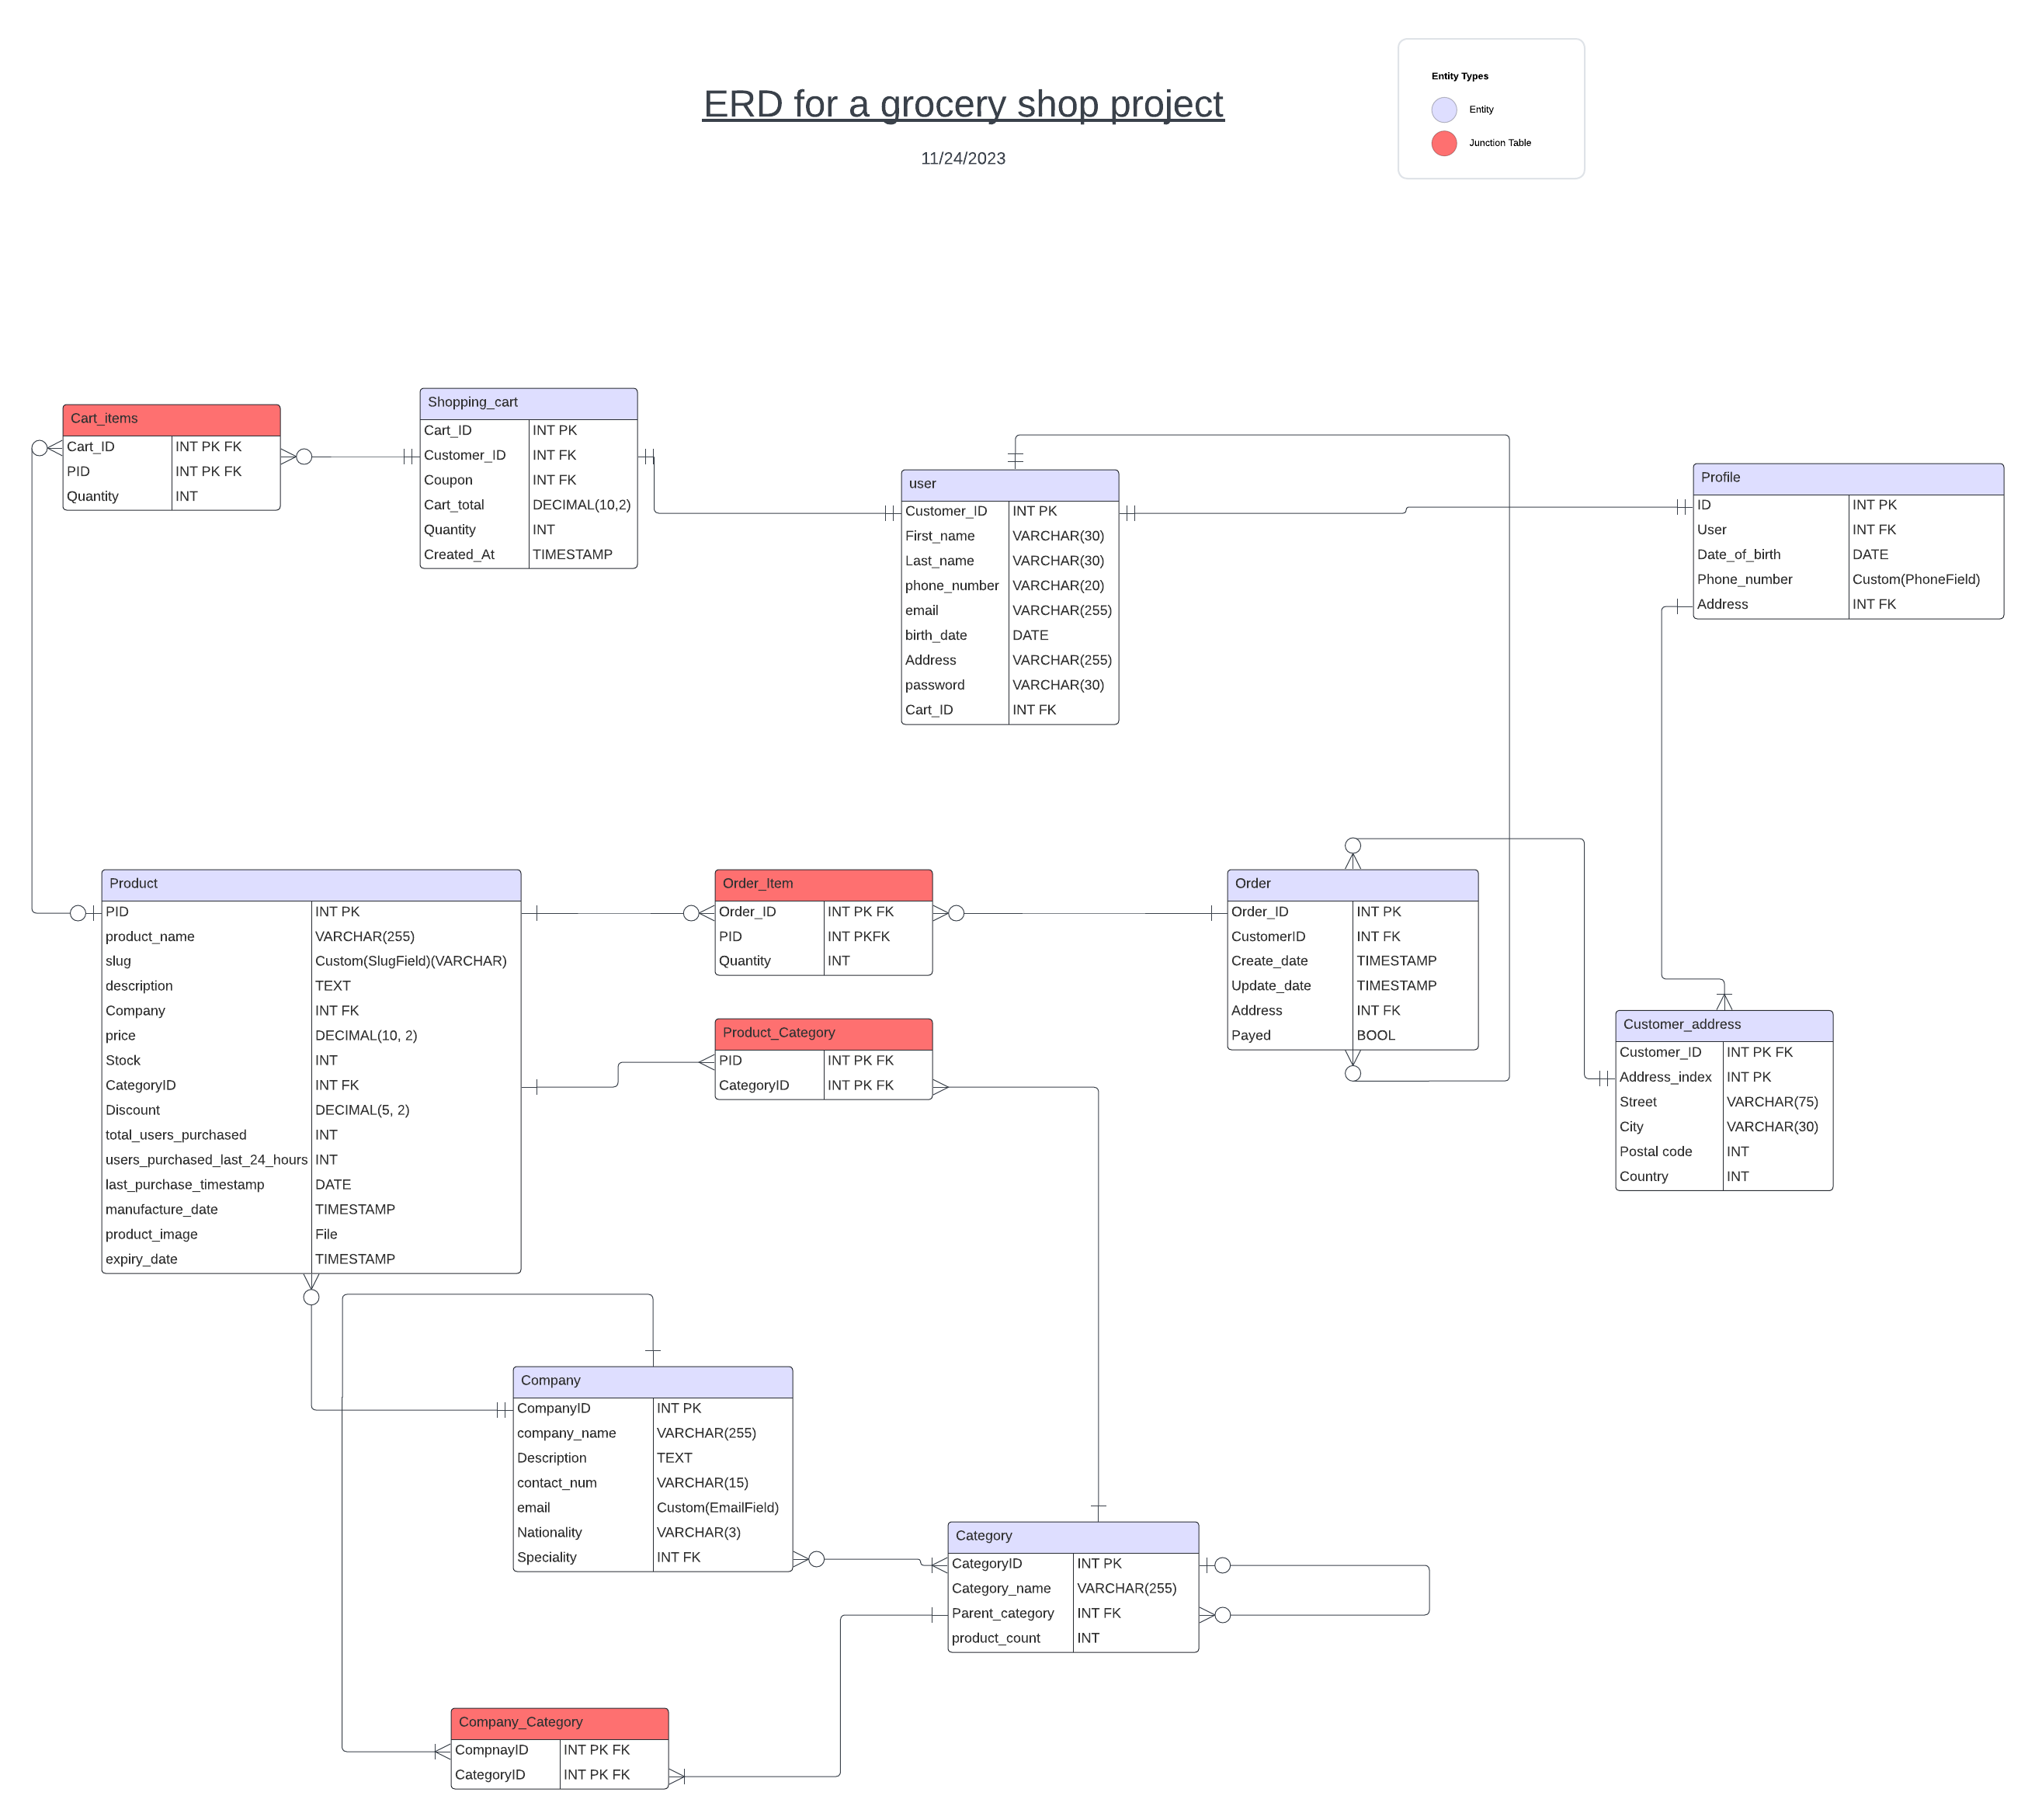 ERD for a grocery shop project
11/24/2023
Entity Types
Entity
Junction Table
Cart_items
Cart_ID INT PK FK
PID INT PK FK
Quantity INT
Shopping_cart
Cart_ID INT PK
Customer_ID INT FK
Coupon INT FK
Cart_total DECIMAL(10,2)
Quantity INT
Created_At TIMESTAMP
user
Customer_ID INT PK
First_name VARCHAR(30)
Last_name VARCHAR(30)
phone_number VARCHAR(20)
email VARCHAR(255)
birth_date DATE
Address VARCHAR(255)
password VARCHAR(30)
Cart_ID INT FK
Profile
ID INT PK
User INT FK
Date_of_birth DATE
Phone_number Custom(PhoneField)
Address INT FK
Product
PID INT PK
product_name VARCHAR(255)
slug Custom(SlugField)(VARCHAR)
description TEXT
Company INT FK
price DECIMAL(10, 2)
Stock INT
CategoryID INT FK
Discount DECIMAL(5, 2)
total_users_purchased INT
users_purchased_last_24_hours INT
last_purchase_timestamp DATE
manufacture_date TIMESTAMP
product_image File
expiry_date TIMESTAMP
Order_Item
Order_ID INT PK FK
PID INT PKFK
Quantity INT
Product_Category
PID INT PK FK
CategoryID INT PK FK
Order
Order_ID INT PK
CustomerID INT FK
Create_date TIMESTAMP
Update_date TIMESTAMP
Address INT FK
Payed BOOL
Customer_address
Customer_ID INT PK FK
Address_index INT PK
Street VARCHAR(75)
City VARCHAR(30)
Postal code INT
Country INT
Company
CompanyID INT PK
company_name VARCHAR(255)
Description TEXT
contact_num VARCHAR(15)
email Custom(EmailField)
Nationality VARCHAR(3)
Speciality INT FK
Category
CategoryID INT PK
Category_name VARCHAR(255)
Parent_category INT FK
product_count INT
Company_Category
CompnayID INT PK FK
CategoryID INT PK FK